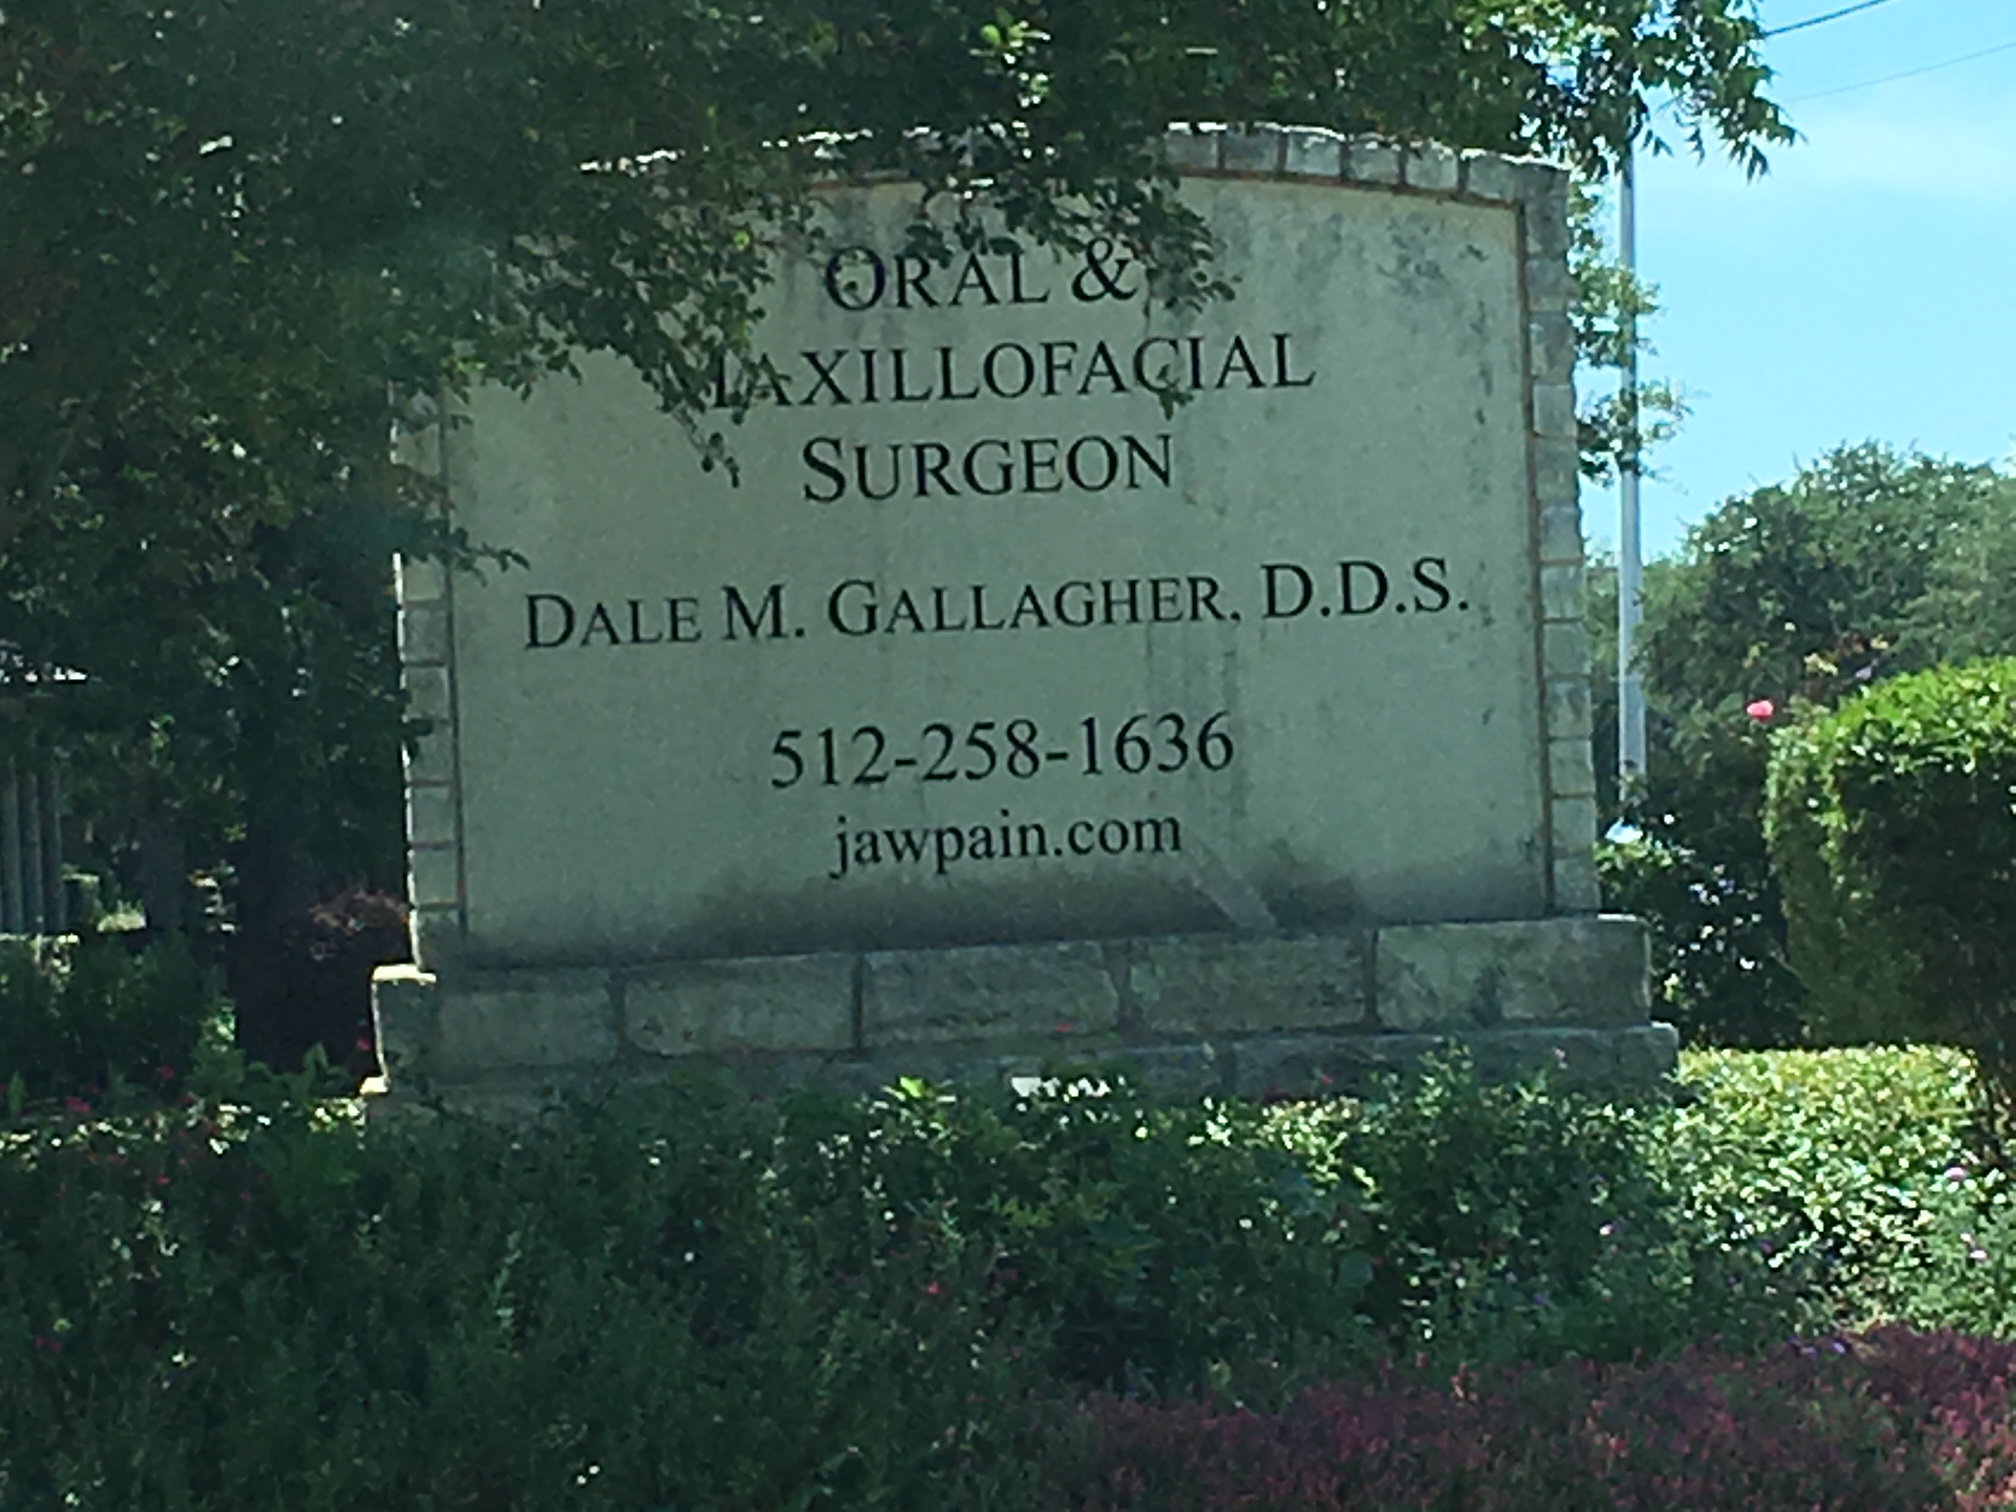 ORAL &
MAXILLOFACIAL
SURGEON
DALE M. GALLAGHER, D.D.S.
512-258-1636
jawpain.com